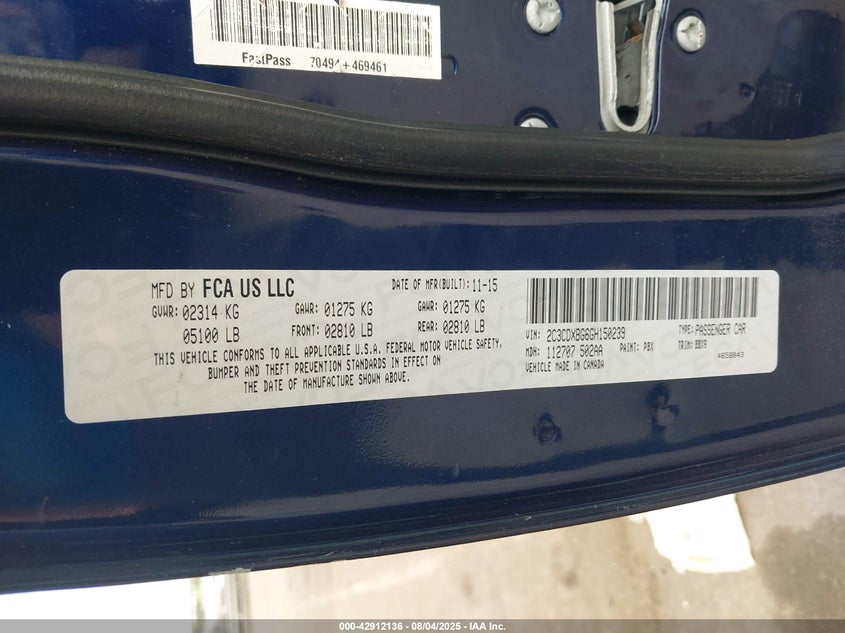 FastPass 70494+469461
MFD BY FCA US LLC
DATE OF MFR(BUILT): 11-15
GVWR: 02314 KG GAWR: 01275 KG GAWR: 01275 KG
05100 LB FRONT: 02810 LB REAR: 02810 LB
THIS VEHICLE CONFORMS TO ALL APPLICABLE U.S.A. FEDERAL MOTOR VEHICLE SAFETY,
BUMPER AND THEFT PREVENTION STANDARDS IN EFFECT ON
THE DATE OF MANUFACTURE SHOWN ABOVE.
VIN: 2C3CDXBG6GH150239 TYPE: PASSENGER CAR
MDH: 112707 502AA PAINT: PBX TRIM: BBX9
VEHICLE MADE IN CANADA 4658843
000-42912136 - 08/04/2025 - IAA Inc.